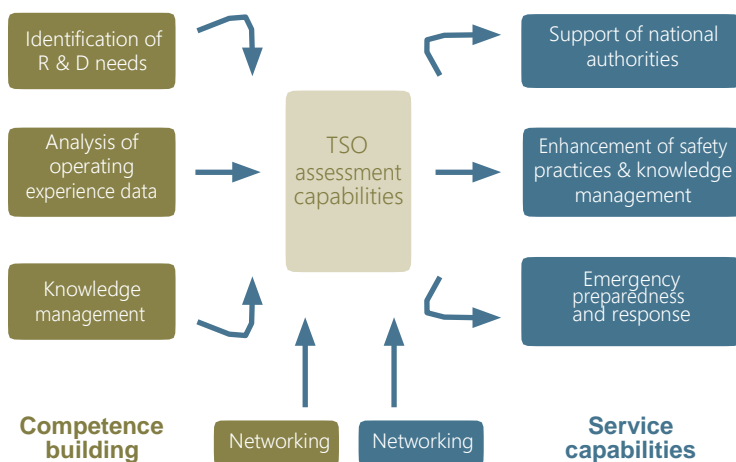 Identification of
R & D needs
Analysis of
operating
experience data
Knowledge
management
TSO
assessment
capabilities
Support of national
authorities
Enhancement of safety
practices & knowledge
management
Emergency
preparedness
and response
Competence
building
Networking
Networking
Service
capabilities